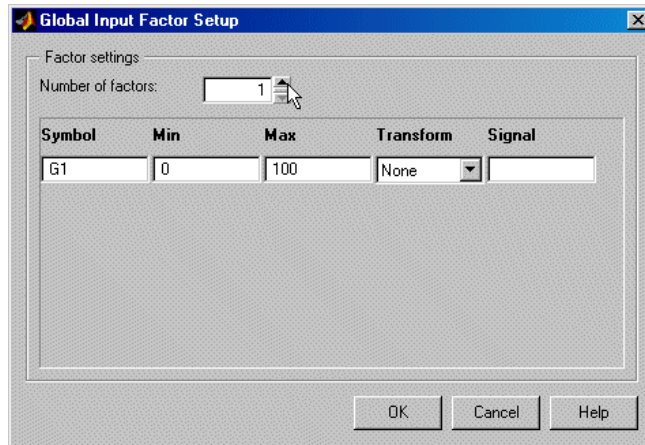 Global Input Factor Setup
Factor settings
Number of factors: 1
Symbol Min Max Transform Signal
G1 0 100 None
OK Cancel Help